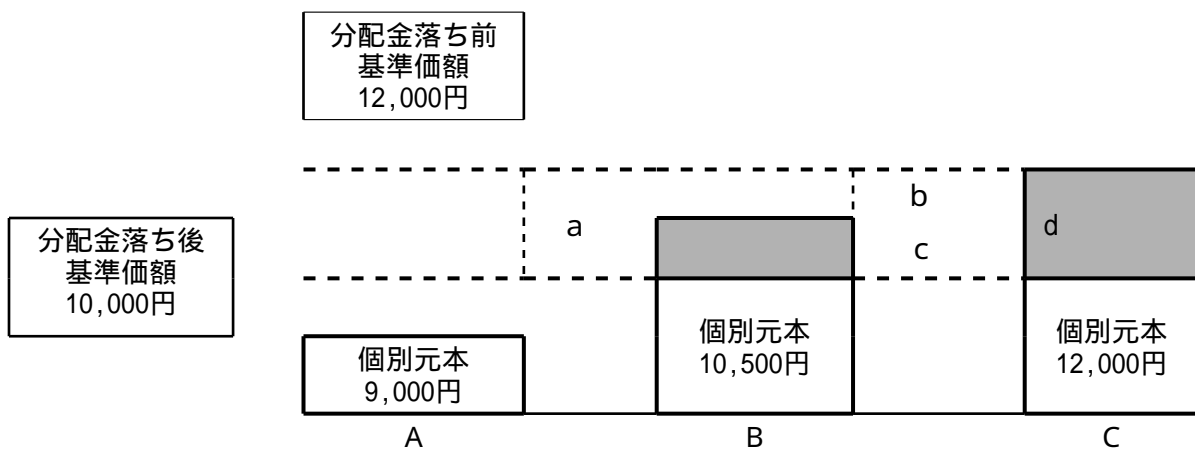 分配金落ち前
基準価額
12,000円
a
b
c
d
分配金落ち後
基準価額
10,000円
個別元本
9,000円
個別元本
10,500円
個別元本
12,000円
A
B
C